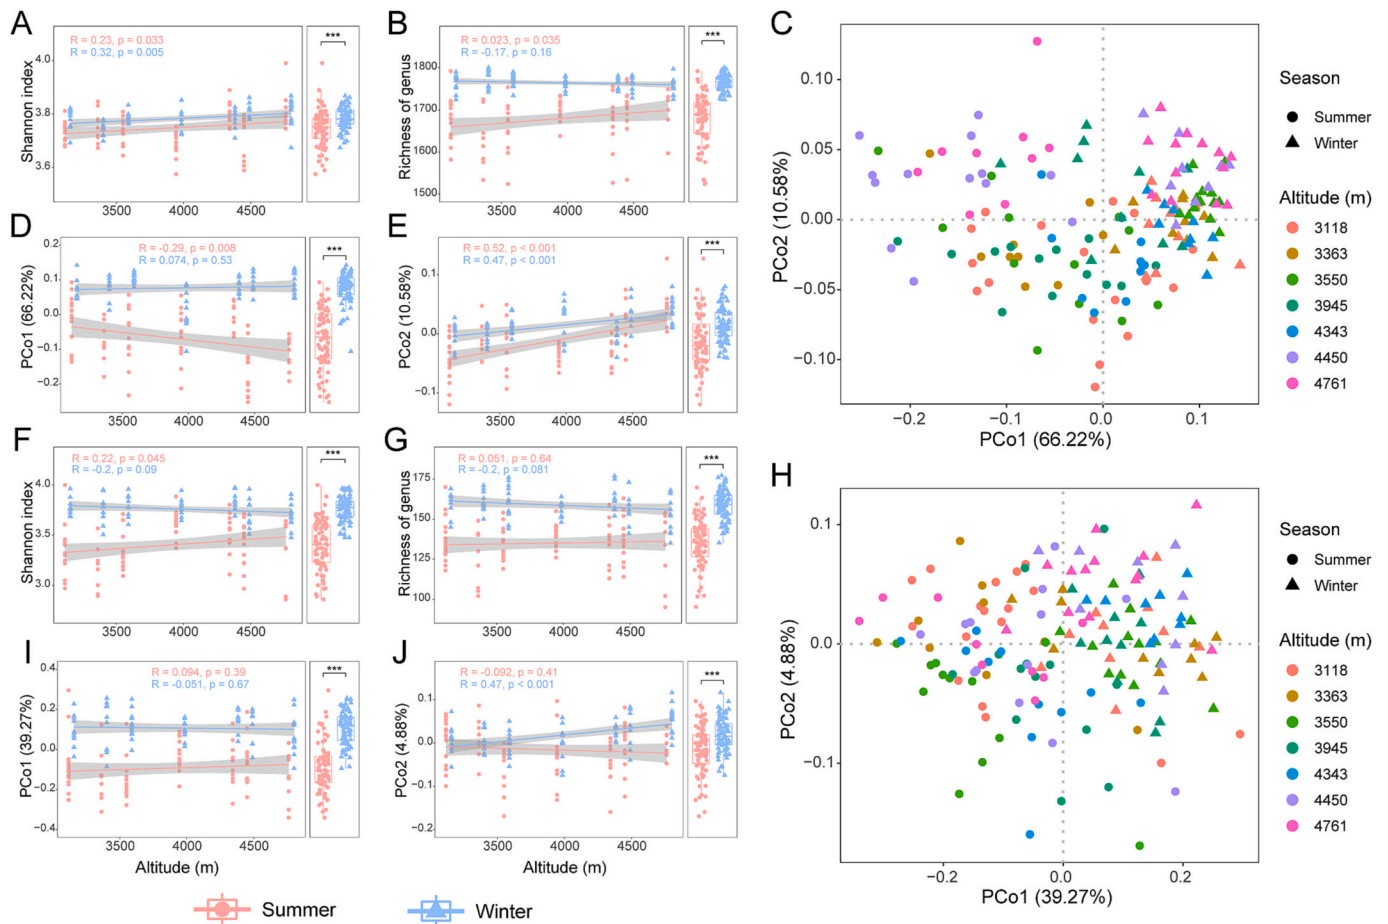 A
R = 0.23, p = 0.033
R = 0.32, p = 0.005
***
Shannon index
4.0
3.8
3.6
3500
4000
4500
B
R = 0.023, p = 0.035
R = -0.17, p = 0.16
***
Richness of genus
1800
1700
1600
1500
3500
4000
4500
C
PCo2 (10.58%)
0.10
0.05
0.00
−0.05
−0.10
−0.2
−0.1
0.0
0.1
PCo1 (66.22%)
Season
Summer
Winter
Altitude (m)
3118
3363
3550
3945
4343
4450
4761
D
R = -0.29, p = 0.008
R = 0.074, p = 0.53
***
PCo1 (66.22%)
0.2
0.1
0.0
−0.1
−0.2
3500
4000
4500
E
R = 0.52, p < 0.001
R = 0.47, p < 0.001
***
PCo2 (10.58%)
0.1
0.0
−0.1
3500
4000
4500
F
R = 0.22, p = 0.045
R = -0.2, p = 0.09
***
Shannon index
4.0
3.5
3.0
3500
4000
4500
G
R = 0.051, p = 0.64
R = -0.2, p = 0.081
***
Richness of genus
175
150
125
100
3500
4000
4500
H
PCo2 (4.88%)
0.1
0.0
−0.1
−0.2
0.0
0.2
PCo1 (39.27%)
Season
Summer
Winter
Altitude (m)
3118
3363
3550
3945
4343
4450
4761
I
R = 0.094, p = 0.39
R = -0.051, p = 0.67
***
PCo1 (39.27%)
0.4
0.2
0.0
−0.2
−0.4
3500
4000
4500
Altitude (m)
J
R = -0.092, p = 0.41
R = 0.47, p < 0.001
***
PCo2 (4.88%)
0.2
0.1
0.0
−0.1
−0.2
3500
4000
4500
Altitude (m)
Summer
Winter